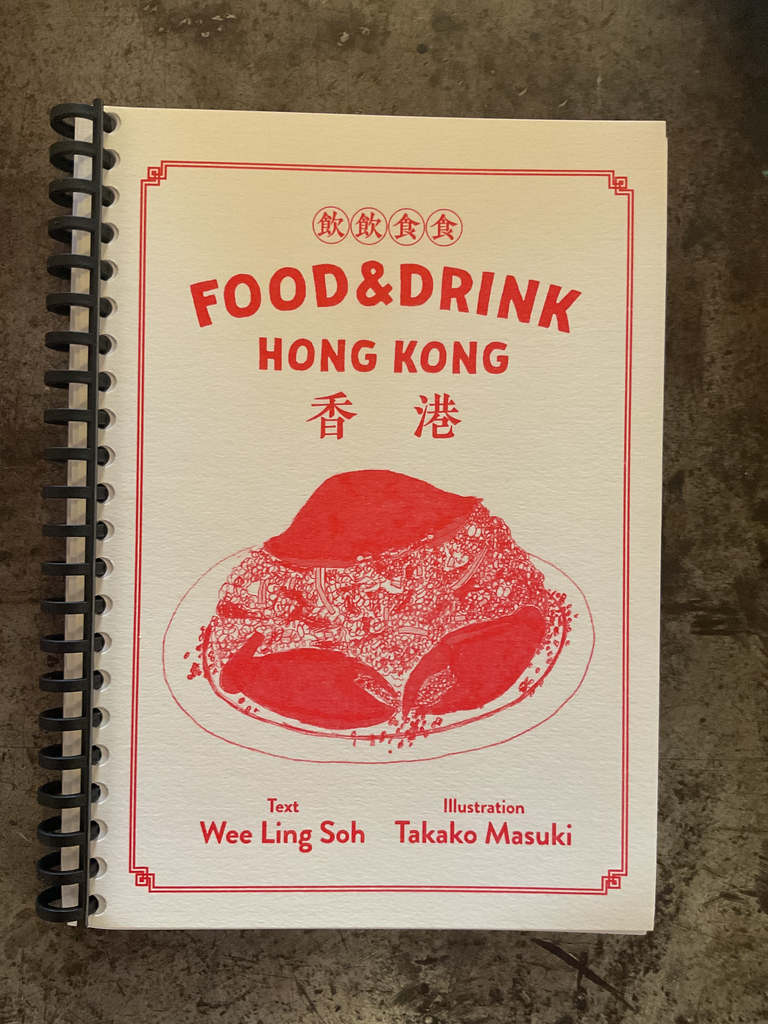 飲飲食食
FOOD&DRINK
HONG KONG
香 港
Text
Wee Ling Soh
Illustration
Takako Masuki